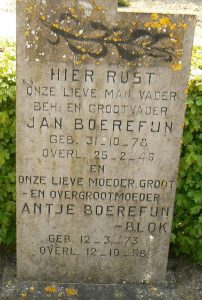 HIER RUST
ONZE LIEVE MAN VADER
BEH: EN GROOTVADER
JAN BOEREFIJN
GEB. 31-10-78
OVERL. 25-2-46
EN
ONZE LIEVE MOEDER, GROOT
-EN OVERGROOTMOEDER
ANTJE BOEREFIJN
-BLOK
GEB. 12-3-73
OVERL. 12-10-58